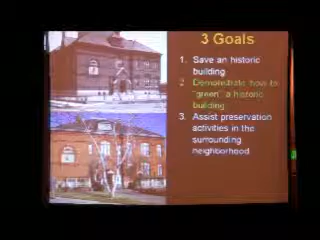 3 Goals
1. Save an historic
building
2. Demonstrate how to
"green" a historic
building
3. Assist preservation
activities in the
surrounding
neighborhood